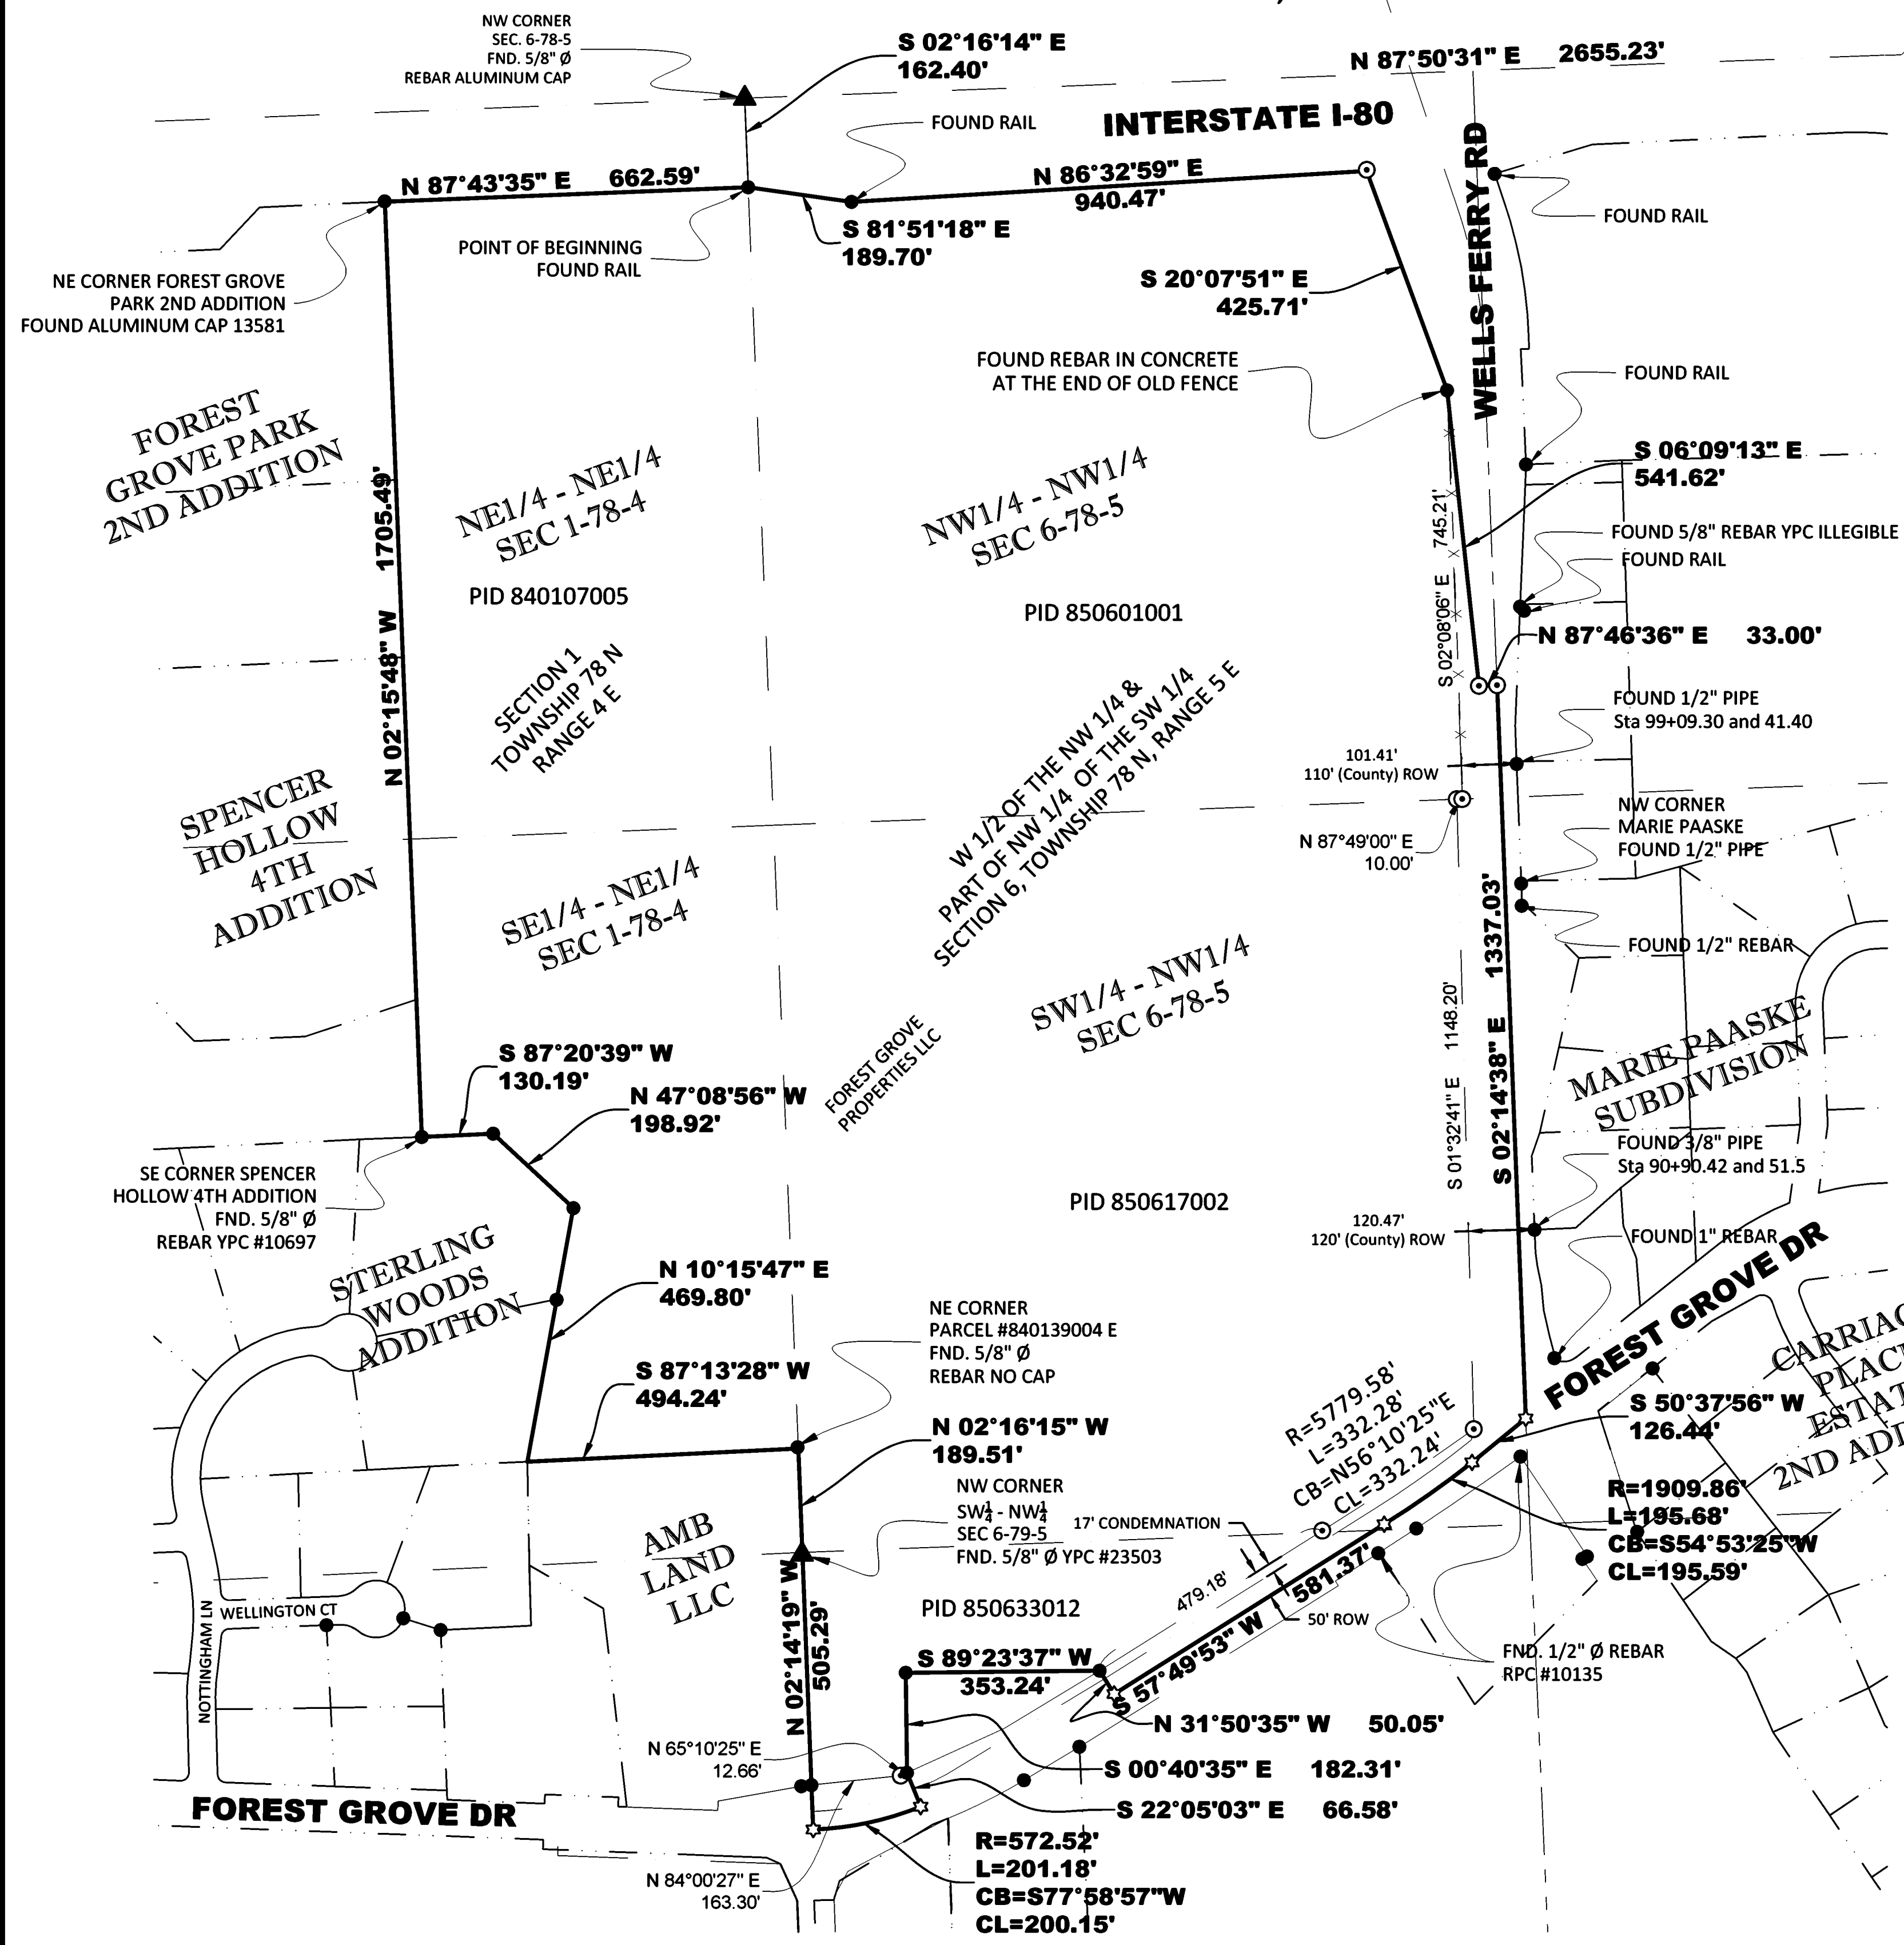 NW CORNER
SEC. 6-78-5
FND. 5/8" Ø
REBAR ALUMINUM CAP
S 02°16'14" E
162.40'
N 87°50'31" E 2655.23'
FOUND RAIL
INTERSTATE I-80
N 87°43'35" E 662.59'
N 86°32'59" E
940.47'
WELLS FERRY RD
FOUND RAIL
S 81°51'18" E
189.70'
POINT OF BEGINNING
FOUND RAIL
NE CORNER FOREST GROVE
PARK 2ND ADDITION
FOUND ALUMINUM CAP 13581
S 20°07'51" E
425.71'
FOUND REBAR IN CONCRETE
AT THE END OF OLD FENCE
FOUND RAIL
FOREST
GROVE PARK
2ND ADDITION
N 02°15'48" W 1705.49'
NE1/4 - NE1/4
SEC 1-78-4
NW1/4 - NW1/4
SEC 6-78-5
S 06°09'13" E
541.62'
S 02°08'06" E 745.21'
FOUND 5/8" REBAR YPC ILLEGIBLE
FOUND RAIL
PID 840107005
PID 850601001
N 87°46'36" E 33.00'
SECTION 1
TOWNSHIP 78 N
RANGE 4 E
W 1/2 OF THE NW 1/4 &
PART OF NW 1/4 OF THE SW 1/4
SECTION 6, TOWNSHIP 78 N, RANGE 5 E
FOUND 1/2" PIPE
Sta 99+09.30 and 41.40
101.41'
110' (County) ROW
SPENCER
HOLLOW
4TH
ADDITION
N 87°49'00" E
10.00'
NW CORNER
MARIE PAASKE
FOUND 1/2" PIPE
SE1/4 - NE1/4
SEC 1-78-4
FOUND 1/2" REBAR
S 02°14'38" E 1337.03'
SW1/4 - NW1/4
SEC 6-78-5
S 01°32'41" E 1148.20'
FOREST GROVE
PROPERTIES LLC
MARIE PAASKE
SUBDIVISION
S 87°20'39" W
130.19'
N 47°08'56" W
198.92'
SE CORNER SPENCER
HOLLOW 4TH ADDITION
FND. 5/8" Ø
REBAR YPC #10697
FOUND 3/8" PIPE
Sta 90+90.42 and 51.5
PID 850617002
120.47'
120' (County) ROW
FOUND 1" REBAR
STERLING
WOODS
ADDITION
N 10°15'47" E
469.80'
FOREST GROVE DR
NE CORNER
PARCEL #840139004 E
FND. 5/8" Ø
REBAR NO CAP
S 87°13'28" W
494.24'
R=5779.58'
L=332.28'
CB=N56°10'25"E
CL=332.24'
S 50°37'56" W
126.44'
2ND
N 02°16'15" W
189.51'
NW CORNER
SW1/4 - NW1/4
SEC 6-79-5
FND. 5/8" Ø YPC #23503
17' CONDEMNATION
R=1909.86'
L=195.68'
CB=S54°53'25"W
CL=195.59'
AMB
LAND
LLC
479.18'
S 57°49'53" W 581.37'
50' ROW
WELLINGTON CT
NOTTINGHAM LN
PID 850633012
N 02°14'19" W
505.29'
S 89°23'37" W
353.24'
FND. 1/2" Ø REBAR
RPC #10135
N 31°50'35" W 50.05'
N 65°10'25" E
12.66'
S 00°40'35" E 182.31'
S 22°05'03" E 66.58'
FOREST GROVE DR
N 84°00'27" E
163.30'
R=572.52'
L=201.18'
CB=S77°58'57"W
CL=200.15'